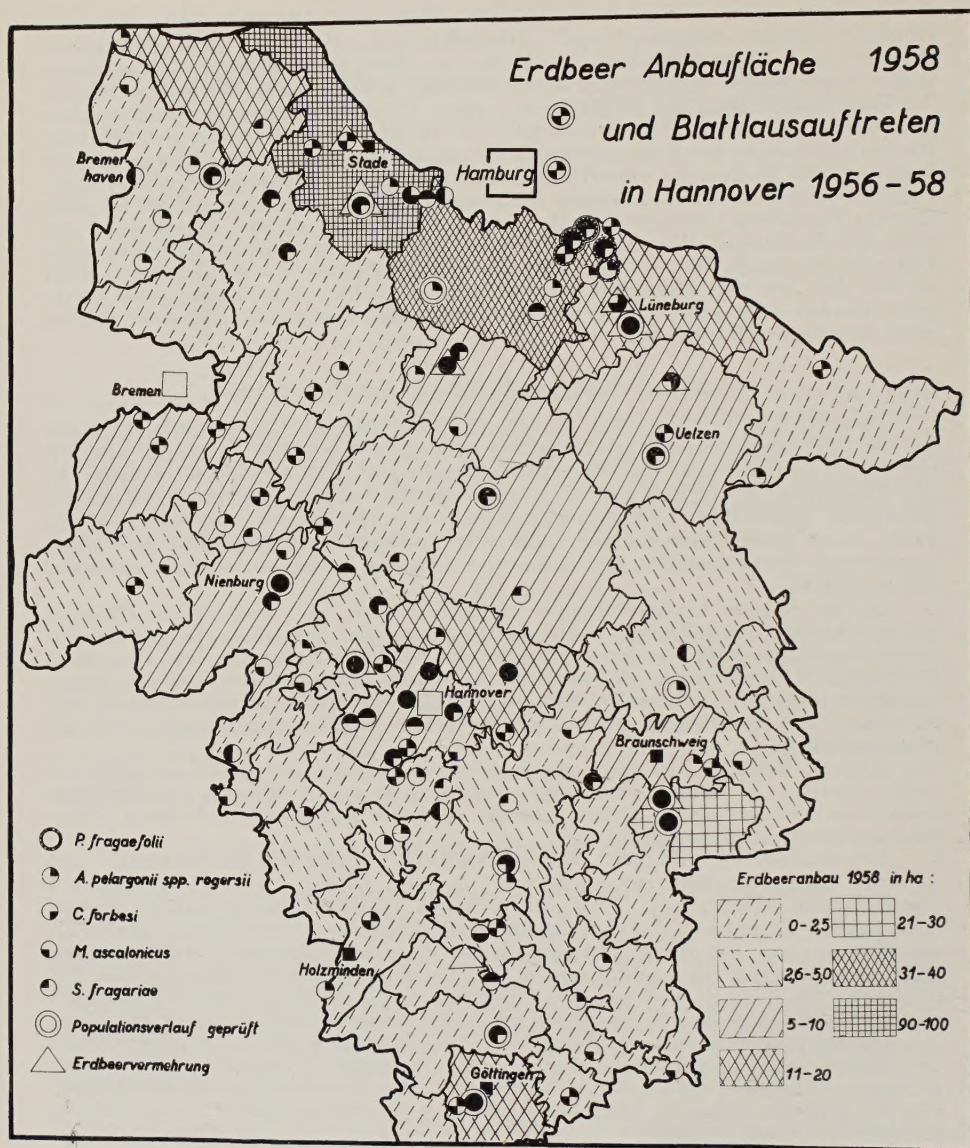 Erdbeer Anbaufläche 1958
und Blattlausauftreten
in Hannover 1956-58
Bremer
haven
Stade
Hamburg
Lüneburg
Bremen
Uelzen
Nienburg
Hannover
Braunschweig
Holzminden
Göttingen
P. fragaefolii
A. pelargonii spp. rogersii
C. forbesi
M. ascalonicus
S. fragariae
Populationsverlauf geprüft
Erdbeervermehrung
Erdbeeranbau 1958 in ha :
0-2,5
21-30
2,6-5,0
31-40
5-10
90-100
11-20